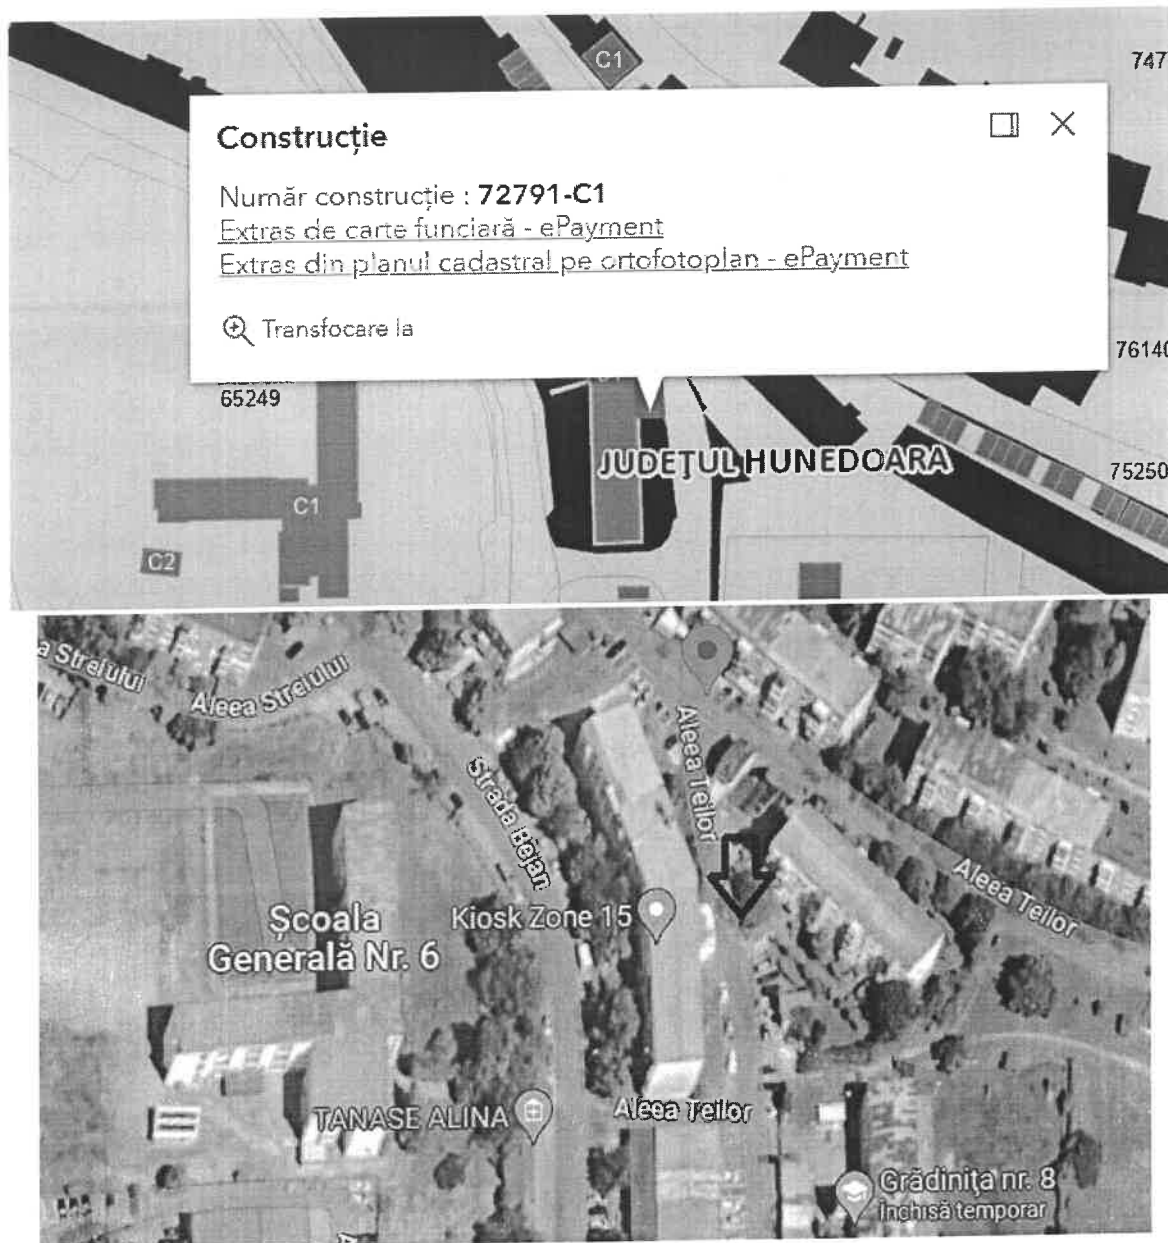 C1
747
Construcție
Număr construcție : 72791-C1
Extras de carte funciară - ePayment
Extras din planul cadastral pe ortofotoplan - ePayment
Transfocare la
76140
65249
JUDEȚUL HUNEDOARA
75250
C1
C2
a Streiului
Aleea Streiului
Aleea Teilor
Strada Bejan
Aleea Teilor
Școala
Generală Nr. 6
Kiosk Zone 15
TANASE ALINA
Aleea Teilor
Grădinița nr. 8
Închisă temporar